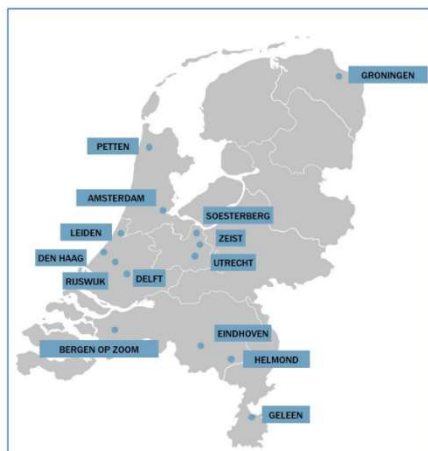 GRONINGEN
PETTEN
AMSTERDAM
SOESTERBERG
LEIDEN
ZEIST
DEN HAAG
UTRECHT
RIJSWIJK
DELFT
EINDHOVEN
BERGEN OP ZOOM
HELMOND
GELEEN